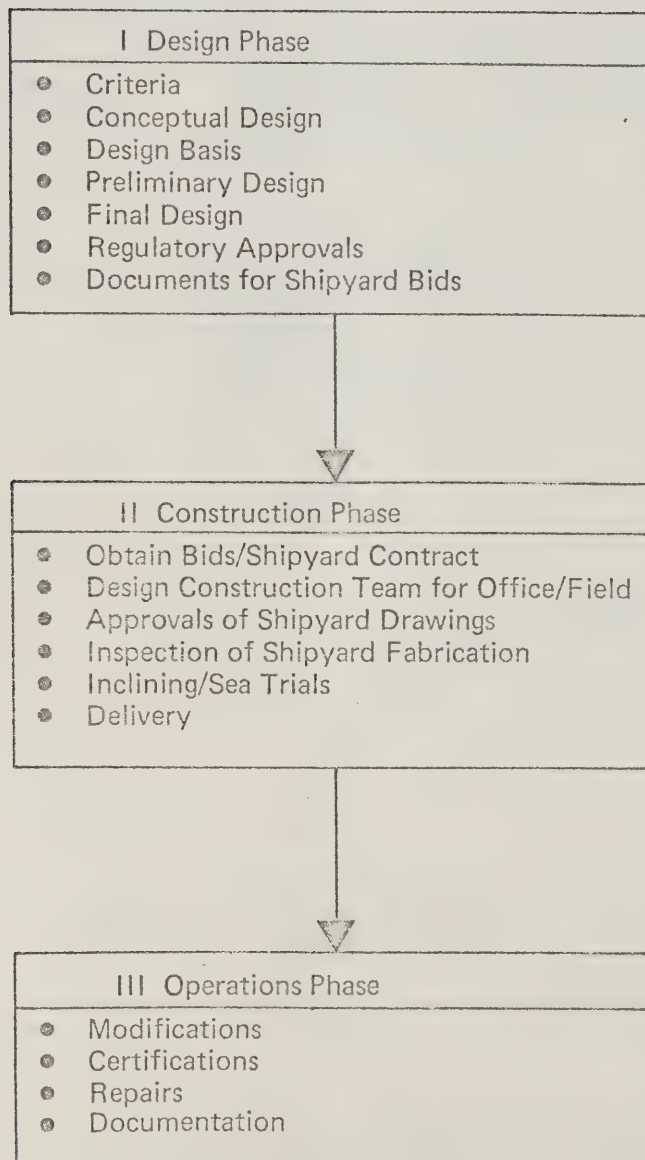 I Design Phase
• Criteria
• Conceptual Design
• Design Basis
• Preliminary Design
• Final Design
• Regulatory Approvals
• Documents for Shipyard Bids
II Construction Phase
• Obtain Bids/Shipyard Contract
• Design Construction Team for Office/Field
• Approvals of Shipyard Drawings
• Inspection of Shipyard Fabrication
• Inclining/Sea Trials
• Delivery
III Operations Phase
• Modifications
• Certifications
• Repairs
• Documentation